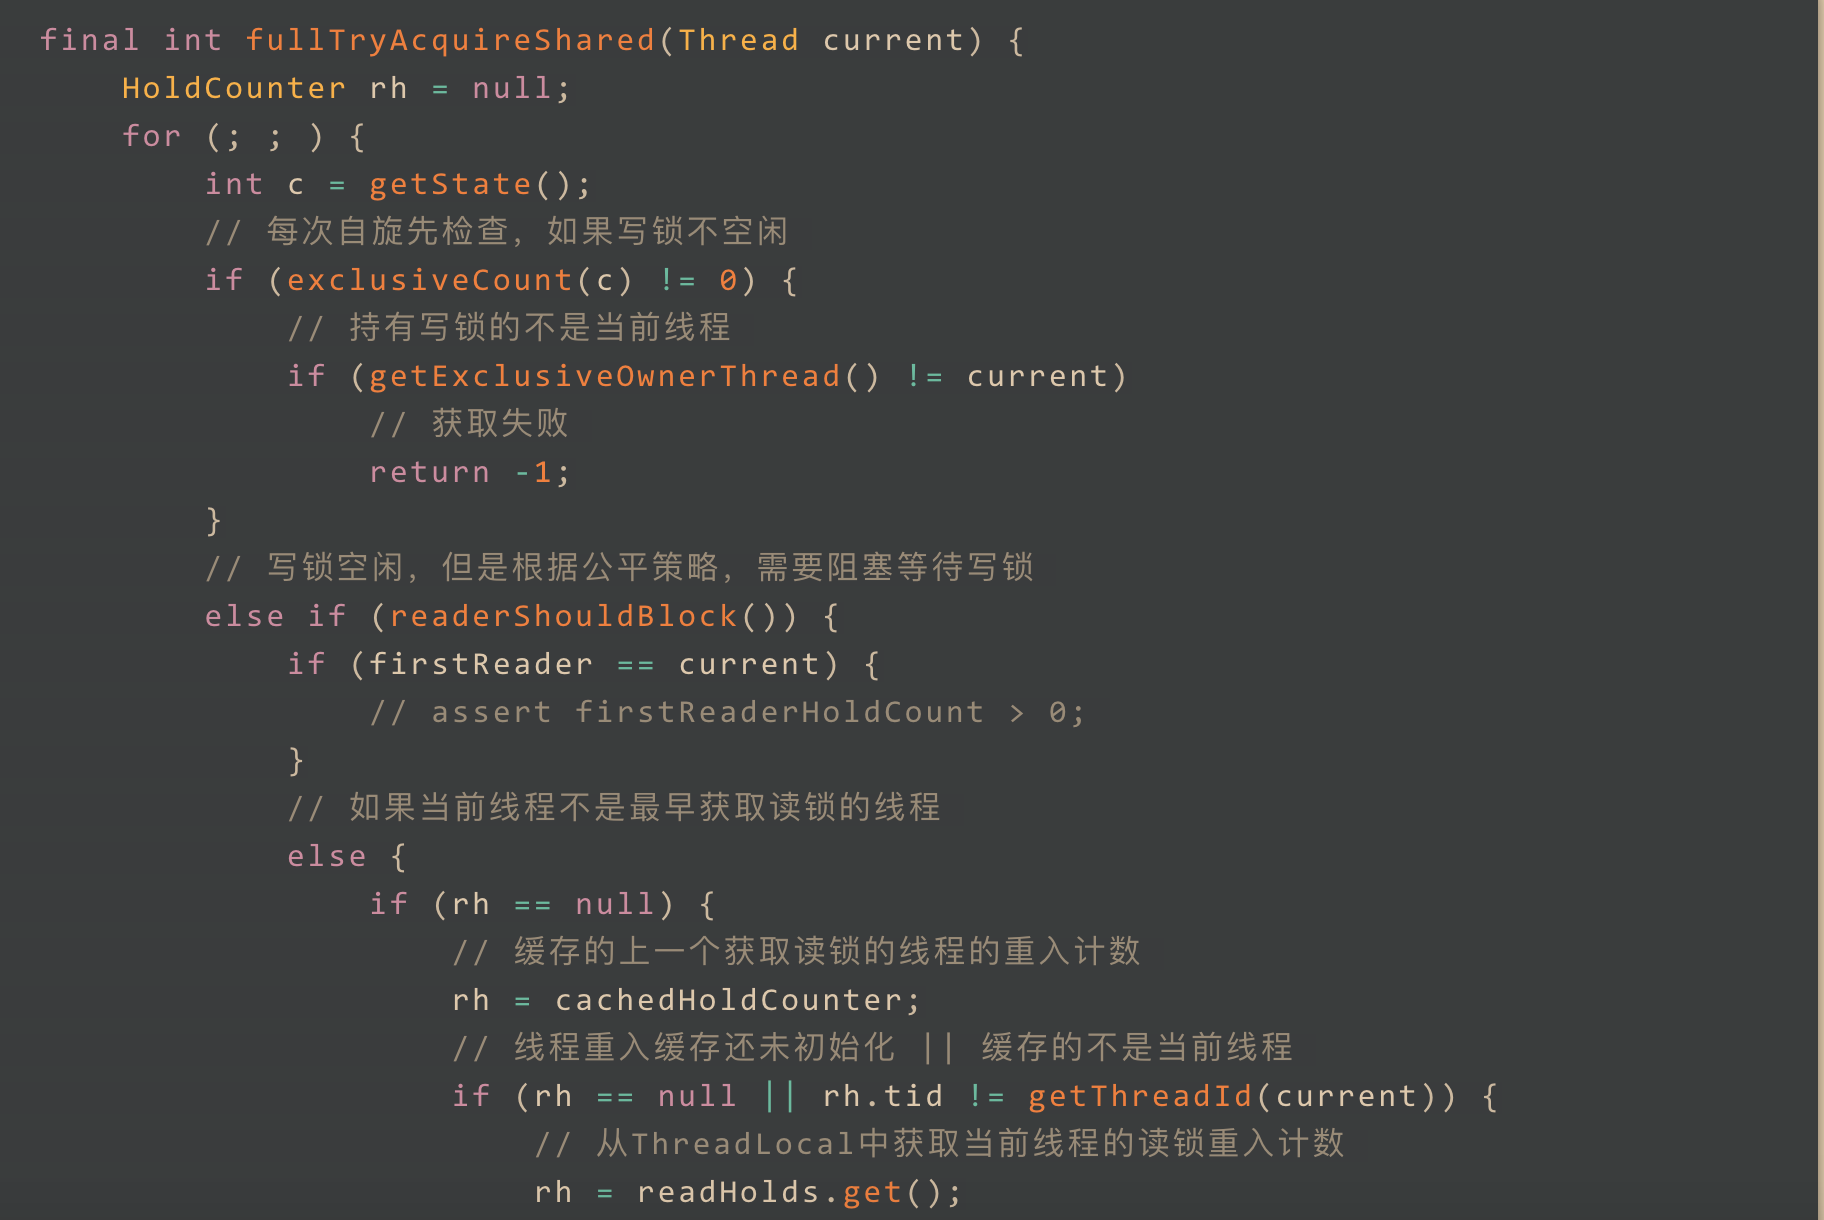 final int fullTryAcquireShared(Thread current) {
    HoldCounter rh = null;
    for (; ; ) {
        int c = getState();
        // 每次自旋先检查, 如果写锁不空闲
        if (exclusiveCount(c) != 0) {
            // 持有写锁的不是当前线程
            if (getExclusiveOwnerThread() != current)
                // 获取失败
                return -1;
        }
        // 写锁空闲, 但是根据公平策略, 需要阻塞等待写锁
        else if (readerShouldBlock()) {
            if (firstReader == current) {
                // assert firstReaderHoldCount > 0;
            }
            // 如果当前线程不是最早获取读锁的线程
            else {
                if (rh == null) {
                    // 缓存的上一个获取读锁的线程的重入计数
                    rh = cachedHoldCounter;
                    // 线程重入缓存还未初始化 || 缓存的不是当前线程
                    if (rh == null || rh.tid != getThreadId(current)) {
                        // 从ThreadLocal中获取当前线程的读锁重入计数
                        rh = readHolds.get();